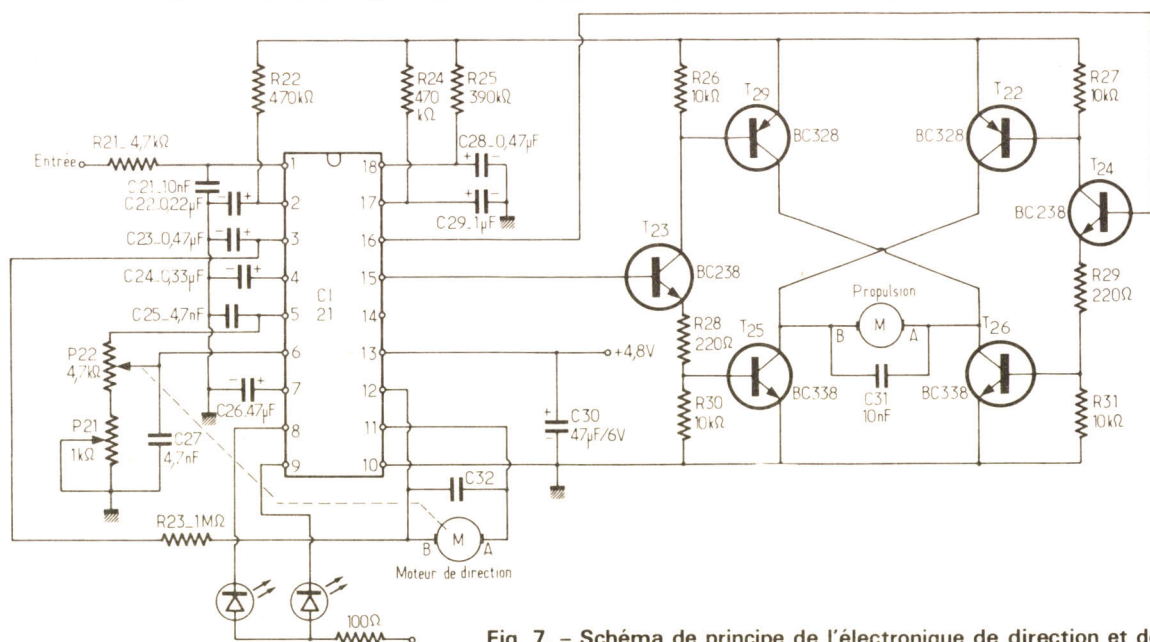 R22
470kΩ
R24
470
kΩ
R25
390kΩ
R26
10kΩ
T29
BC328
T22
BC328
R27
10kΩ
R21_4,7kΩ
Entrée
C21_10nF
C22_0,22µF
C23_0,47µF
C24_0,33µF
C25_4,7nF
- +
- +
- +
1
2
3
4
5
6
7
8
9
CI
21
18
17
16
15
14
13
12
11
10
C28_0,47µF
+ -
+ -
C29_1µF
T23
BC238
T24
BC238
R28
220Ω
R29
220Ω
Propulsion
B M A
T25
BC338
T26
BC338
C31
10nF
R30
10kΩ
R31
10kΩ
+4,8V
+
-
C30
47µF/6V
P22
4,7kΩ
P21
1kΩ
- +
C26_47µF
C27
4,7nF
C32
R23_1MΩ
B M A
Moteur de direction
100Ω
Fig. 7. – Schéma de principe de l'électronique de direction et de